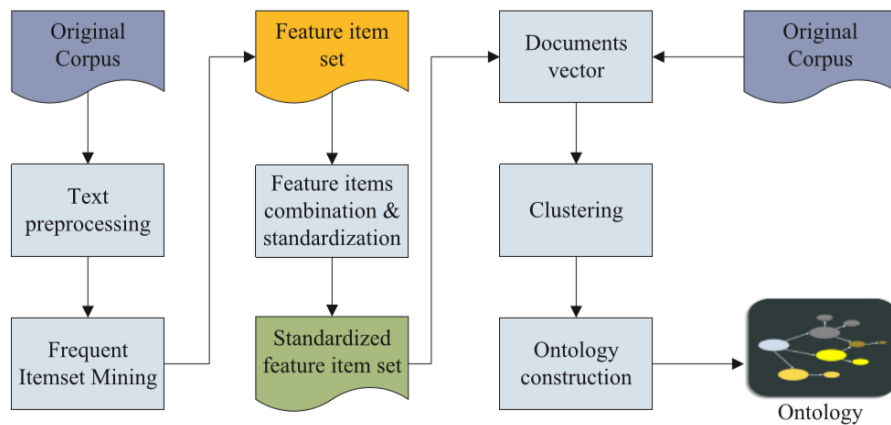 Original
Corpus
Text
preprocessing
Frequent
Itemset Mining
Feature item
set
Feature items
combination &
standardization
Standardized
feature item set
Documents
vector
Clustering
Ontology
construction
Original
Corpus
Ontology